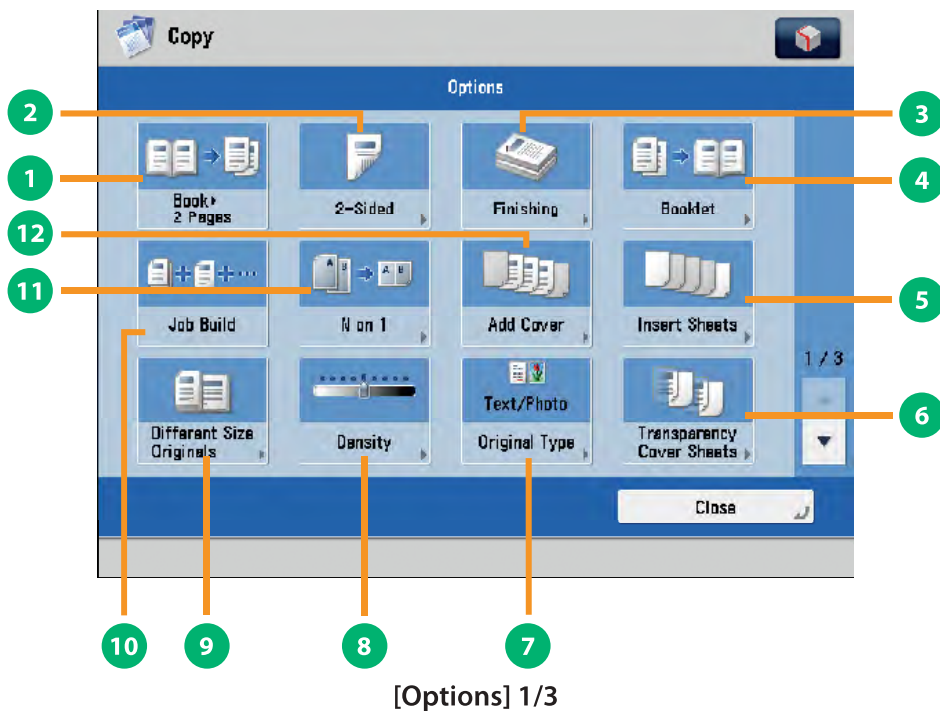 Copy
Options
2
3
1
4
Book▸
2 Pages
2-Sided
Finishing
Booklet
12
11
5
A B
A B
Job Build
N on 1
Add Cover
Insert Sheets
1 / 3
Text/Photo
6
Different Size
Originals
Density
Original Type
Transparency
Cover Sheets
Close
10
9
8
7
[Options] 1/3